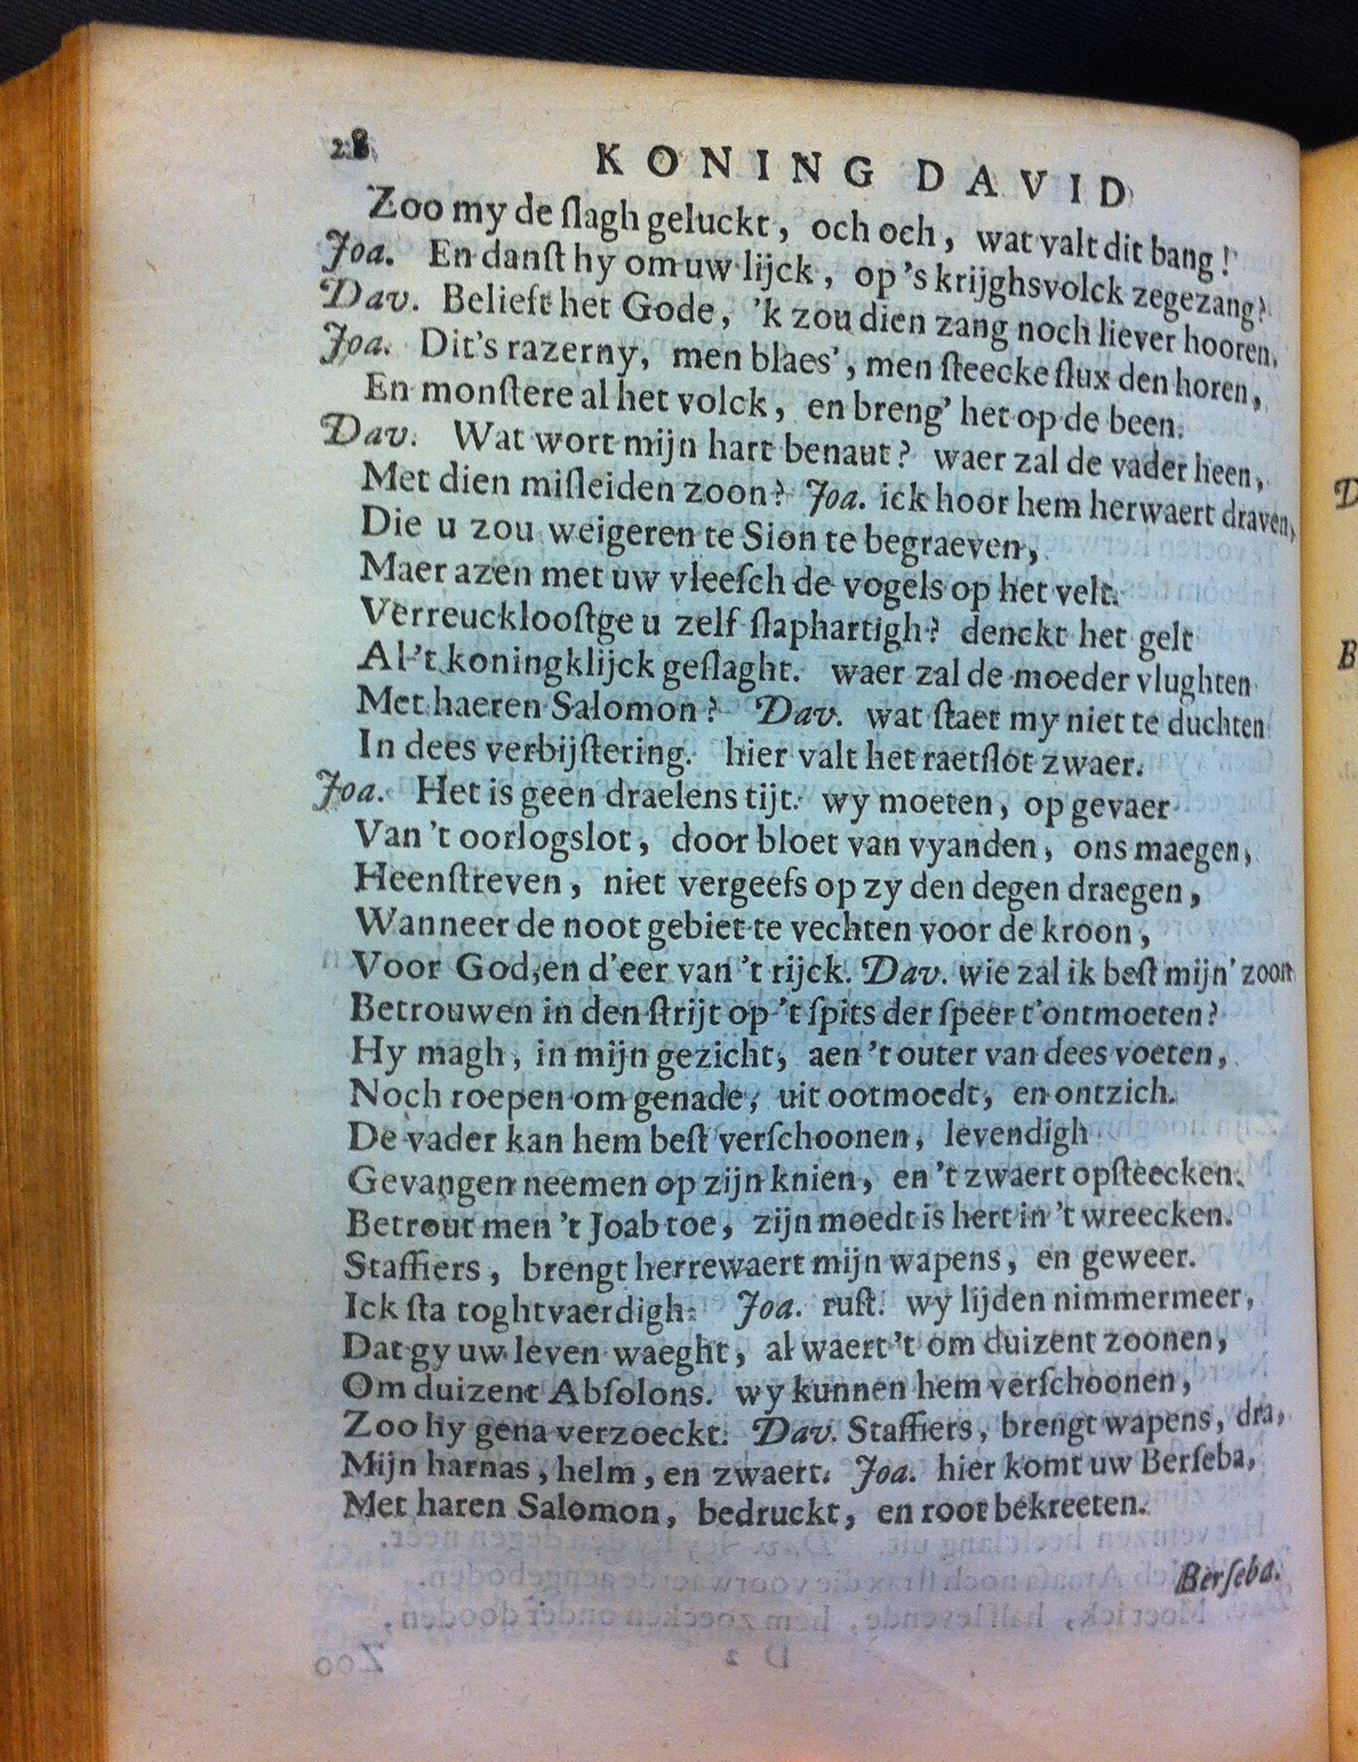 28 KONING DAVID
Zoo my de ſlagh geluckt, och och, wat valt dit bang!
Joa. En danſt hy om uw lijck, op 's krijghsvolck zegezang?
Dav. Belieft het Gode, 'k zou dien zang noch liever hooren.
Joa. Dit's razerny, men blaes', men ſteecke flux den horen,
En monſtere al het volck, en breng' het op de been.
Dav. Wat wort mijn hart benaut? waer zal de vader heen,
Met dien miſleiden zoon? Joa. ick hoor hem herwaert draven,
Die u zou weigeren te Sion te begraeven,
Maer azen met uw vleeſch de vogels op het velt.
Verreuckelooſtge u zelf ſlaphartigh? denckt het gelt
Al 't koningklijck geſlaght. waer zal de moeder vlughten
Met haeren Salomon? Dav. wat ſtaet my niet te duchten
In dees verbijſtering. hier valt het raetſlot zwaer.
Joa. Het is geen draelens tijt. wy moeten, op gevaer
Van 't oorlogslot, door bloet van vyanden, ons maegen,
Heenſtreven, niet vergeefs op zy den degen draegen,
Wanneer de noot gebiet te vechten voor de kroon,
Voor God, en d'eer van 't rijck. Dav. wie zal ik beſt mijn' zoon
Betrouwen in den ſtrijt op 't ſpits der ſpeer t'ontmoeten?
Hy magh, in mijn gezicht, aen 't outer van dees voeten,
Noch roepen om genade, uit ootmoedt, en ontzich.
De vader kan hem beſt verſchoonen, levendigh
Gevangen neemen op zijn knien, en 't zwaert opſteecken.
Betrout men 't Joab toe, zijn moedt is hert in 't wreecken.
Staffiers, brengt herrewaert mijn wapens, en geweer.
Ick ſta toghtvaerdigh. Joa. ruſt. wy lijden nimmermeer,
Dat gy uw leven waeght, al waert 't om duizent zoonen,
Om duizent Abſolons. wy kunnen hem verſchoonen,
Zoo hy gena verzoeckt. Dav. Staffiers, brengt wapens, dra,
Mijn harnas, helm, en zwaert. Joa. hier komt uw Berſeba,
Met haren Salomon, bedruckt, en root bekreeten.
Berſeba.